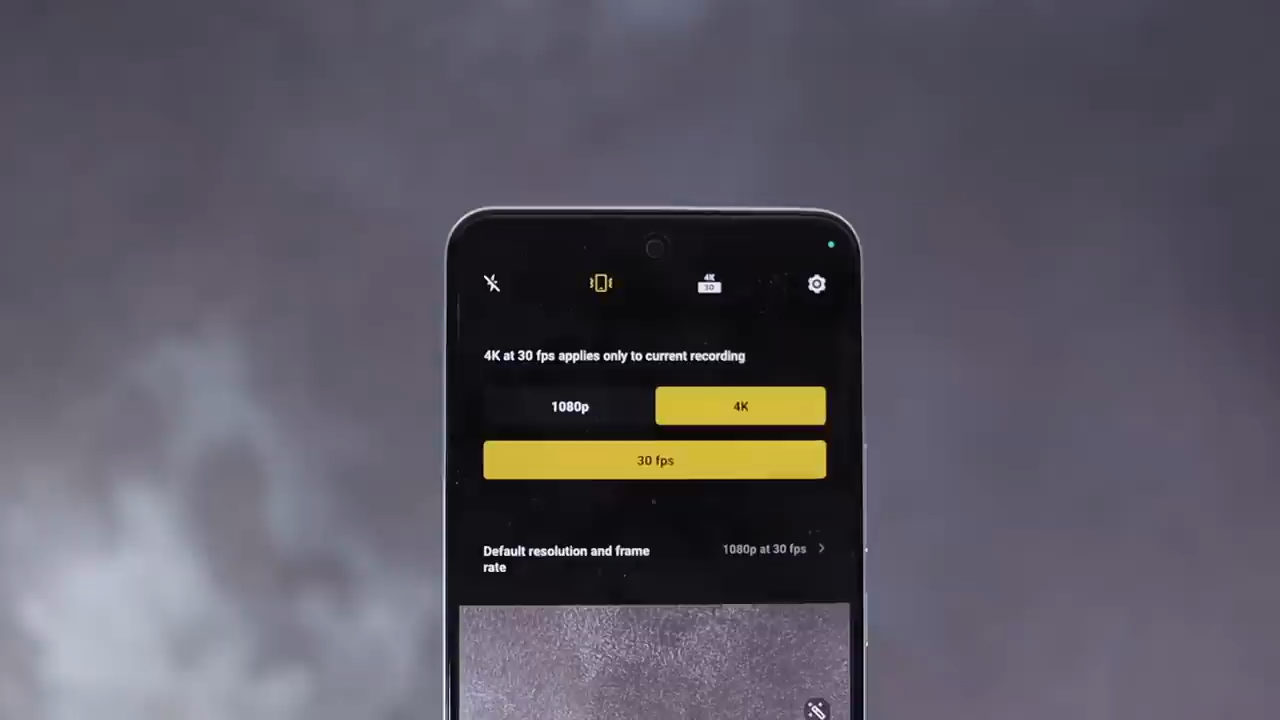 4K
30
4K at 30 fps applies only to current recording
1080p
4K
30 fps
Default resolution and frame
rate
1080p at 30 fps